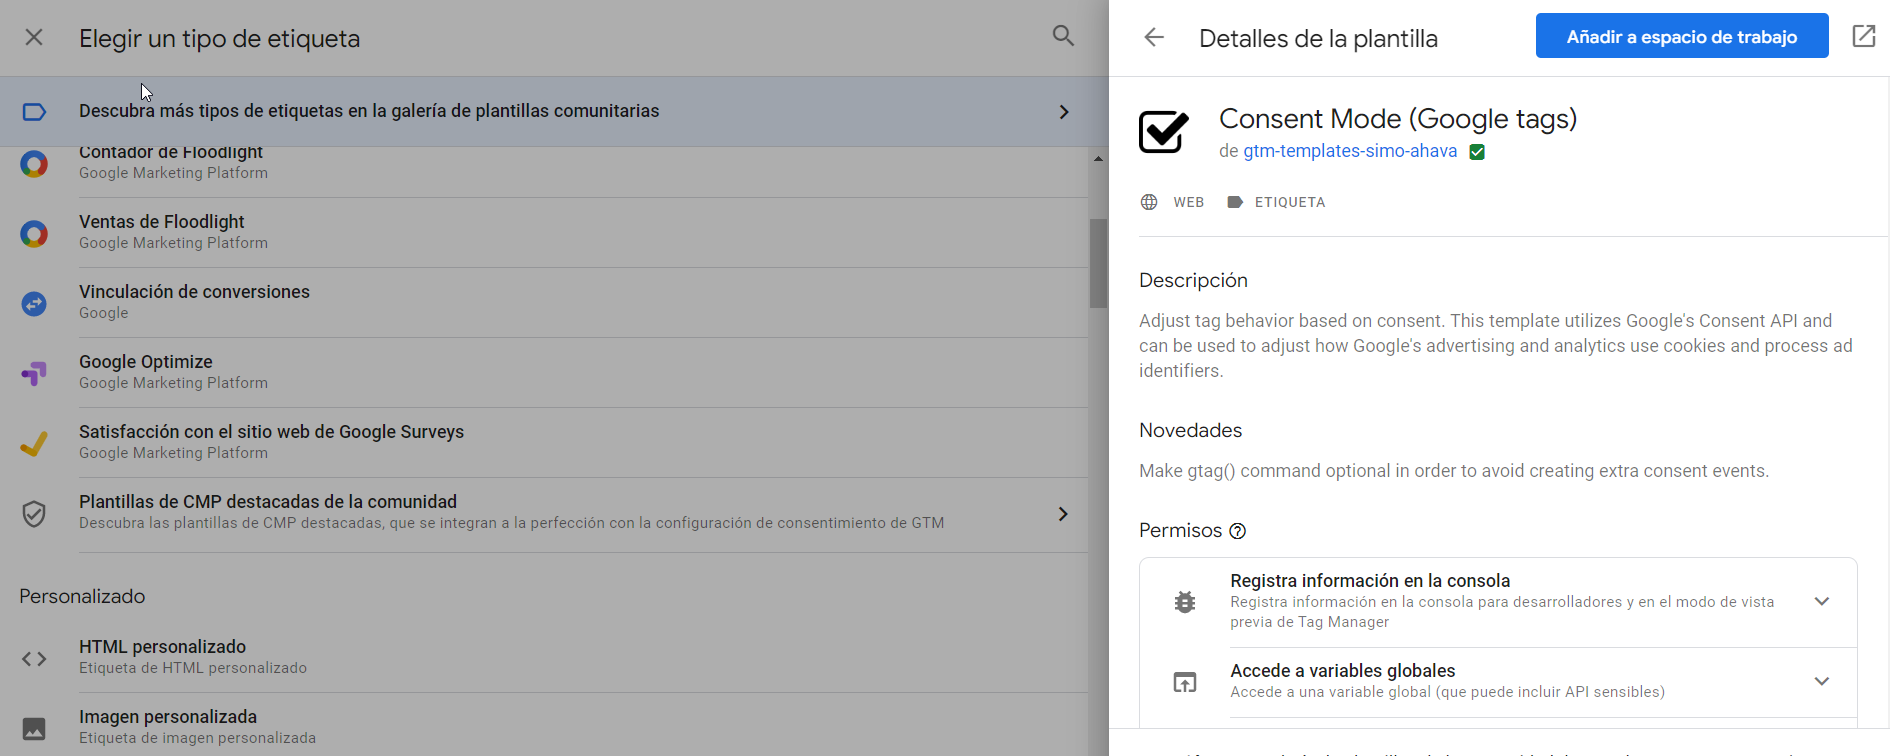 Elegir un tipo de etiqueta
Descubra más tipos de etiquetas en la galería de plantillas comunitarias
Contador de Floodlight
Google Marketing Platform
Ventas de Floodlight
Google Marketing Platform
Vinculación de conversiones
Google
Google Optimize
Google Marketing Platform
Satisfacción con el sitio web de Google Surveys
Google Marketing Platform
Plantillas de CMP destacadas de la comunidad
Descubra las plantillas de CMP destacadas, que se integran a la perfección con la configuración de consentimiento de GTM
Personalizado
HTML personalizado
Etiqueta de HTML personalizado
Imagen personalizada
Etiqueta de imagen personalizada
Detalles de la plantilla
Añadir a espacio de trabajo
Consent Mode (Google tags)
de gtm-templates-simo-ahava
WEB ETIQUETA
Descripción
Adjust tag behavior based on consent. This template utilizes Google's Consent API and
can be used to adjust how Google's advertising and analytics use cookies and process ad
identifiers.
Novedades
Make gtag() command optional in order to avoid creating extra consent events.
Permisos
Registra información en la consola
Registra información en la consola para desarrolladores y en el modo de vista
previa de Tag Manager
Accede a variables globales
Accede a una variable global (que puede incluir API sensibles)